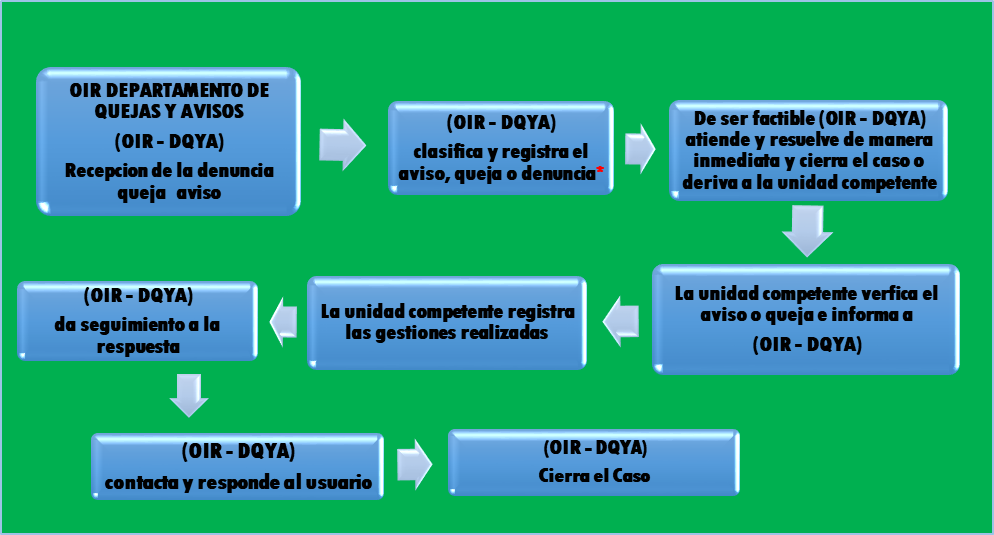 OIR DEPARTAMENTO DE
QUEJAS Y AVISOS
(OIR - DQYA)
Recepcion de la denuncia
queja aviso
(OIR - DQYA)
clasifica y registra el
aviso, queja o denuncia*
De ser factible (OIR - DQYA)
atiende y resuelve de manera
inmediata y cierra el caso o
deriva a la unidad competente
La unidad competente verfica el
aviso o queja e informa a
(OIR - DQYA)
La unidad competente registra
las gestiones realizadas
(OIR - DQYA)
da seguimiento a la
respuesta
(OIR - DQYA)
contacta y responde al usuario
(OIR - DQYA)
Cierra el Caso